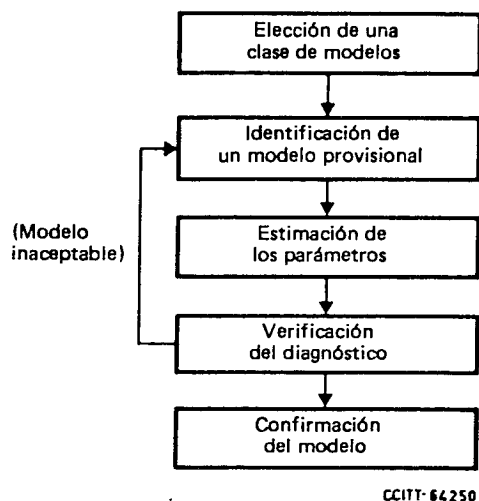 Elección de una
clase de modelos
Identificación de
un modelo provisional
(Modelo
inaceptable)
Estimación de
los parámetros
Verificación
del diagnóstico
Confirmación
del modelo
CCITT-64250